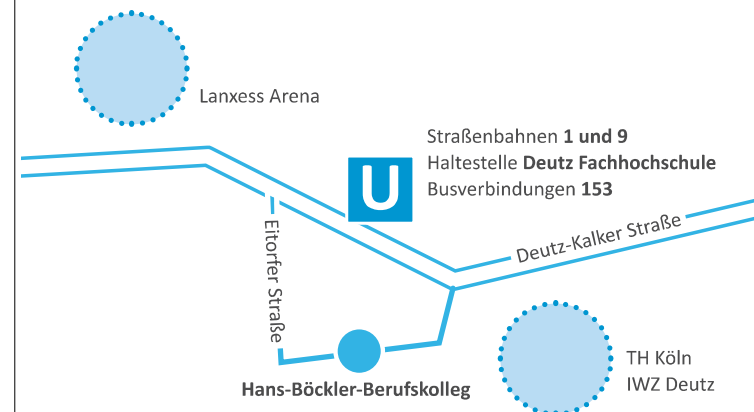 Lanxess Arena
Straßenbahnen 1 und 9
Haltestelle Deutz Fachhochschule
Busverbindungen 153
U
Deutz-Kalker Straße
Eitorfer Straße
Hans-Böckler-Berufskolleg
TH Köln
IWZ Deutz